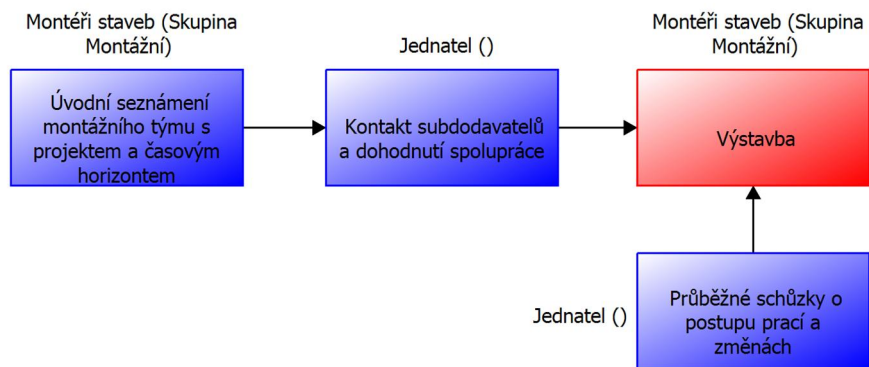 Montéři staveb (Skupina
Montážní)
Úvodní seznámení
montážního týmu s
projektem a časovým
horizontem
Jednatel ()
Kontakt subdodavatelů
a dohodnutí spolupráce
Montéři staveb (Skupina
Montážní)
Výstavba
Jednatel ()
Průběžné schůzky o
postupu prací a
změnách